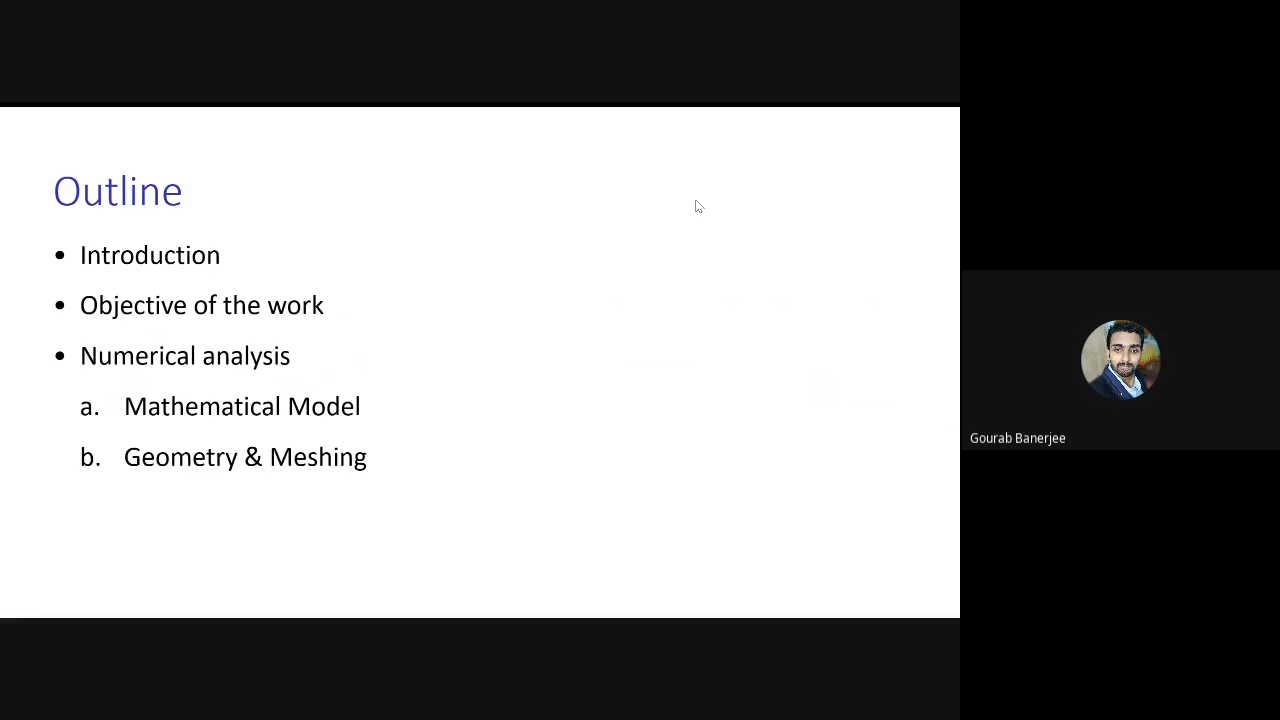 Outline
• Introduction
• Objective of the work
• Numerical analysis
a. Mathematical Model
b. Geometry & Meshing
Gourab Banerjee